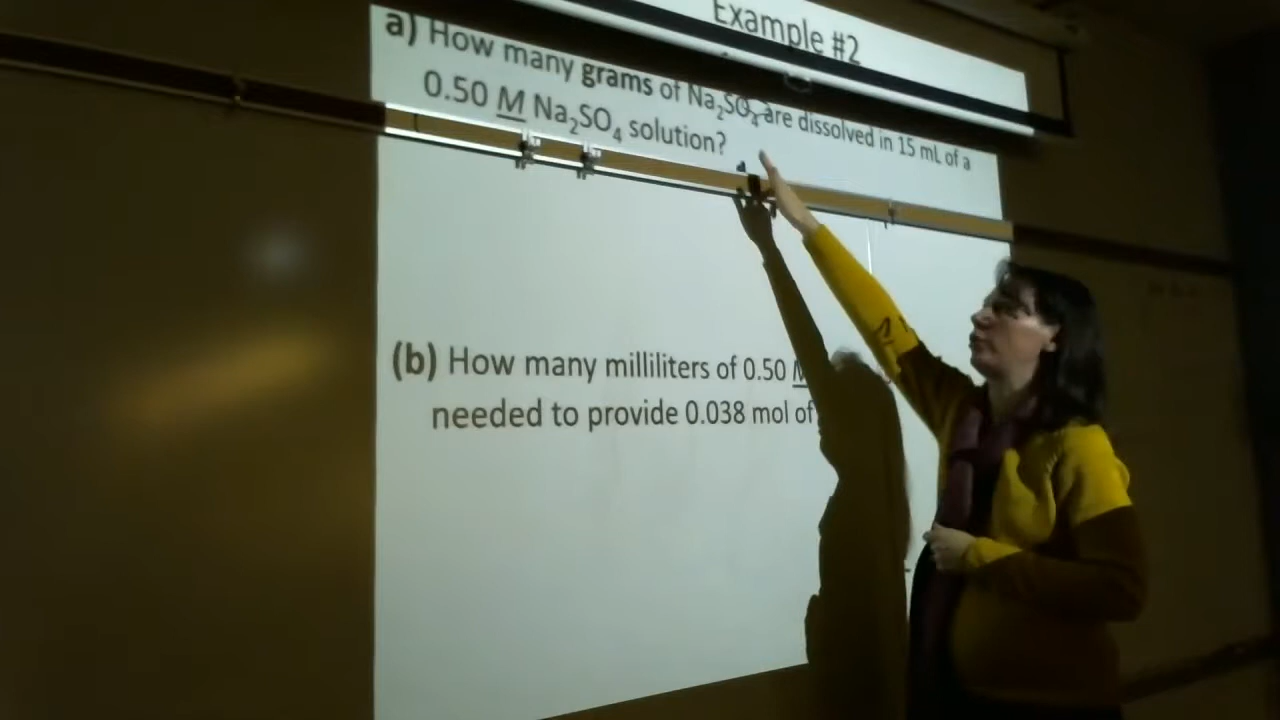 Example #2
a) How many grams of Na₂SO₄ are dissolved in 15 mL of a
0.50 M Na₂SO₄ solution?
(b) How many milliliters of 0.50 M
needed to provide 0.038 mol of